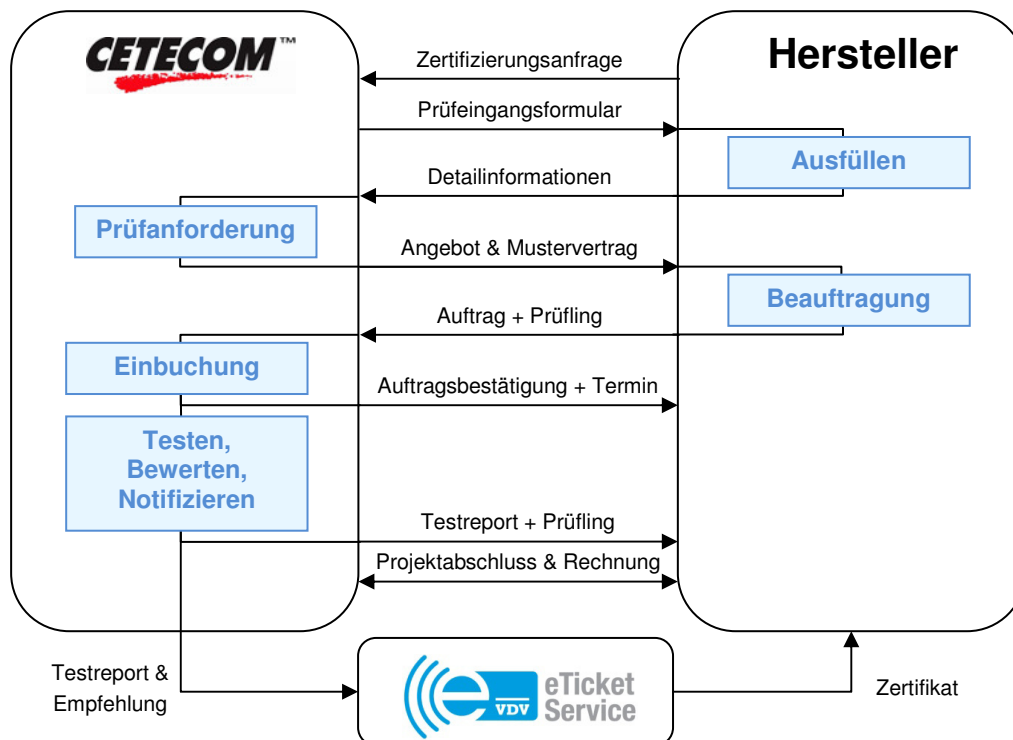 CETECOM™
Hersteller
Zertifizierungsanfrage
Prüfeingangsformular
Ausfüllen
Detailinformationen
Prüfanforderung
Angebot & Mustervertrag
Beauftragung
Auftrag + Prüfling
Einbuchung
Auftragsbestätigung + Termin
Testen,
Bewerten,
Notifizieren
Testreport + Prüfling
Projektabschluss & Rechnung
Testreport &
Empfehlung
e
VDV
eTicket
Service
Zertifikat